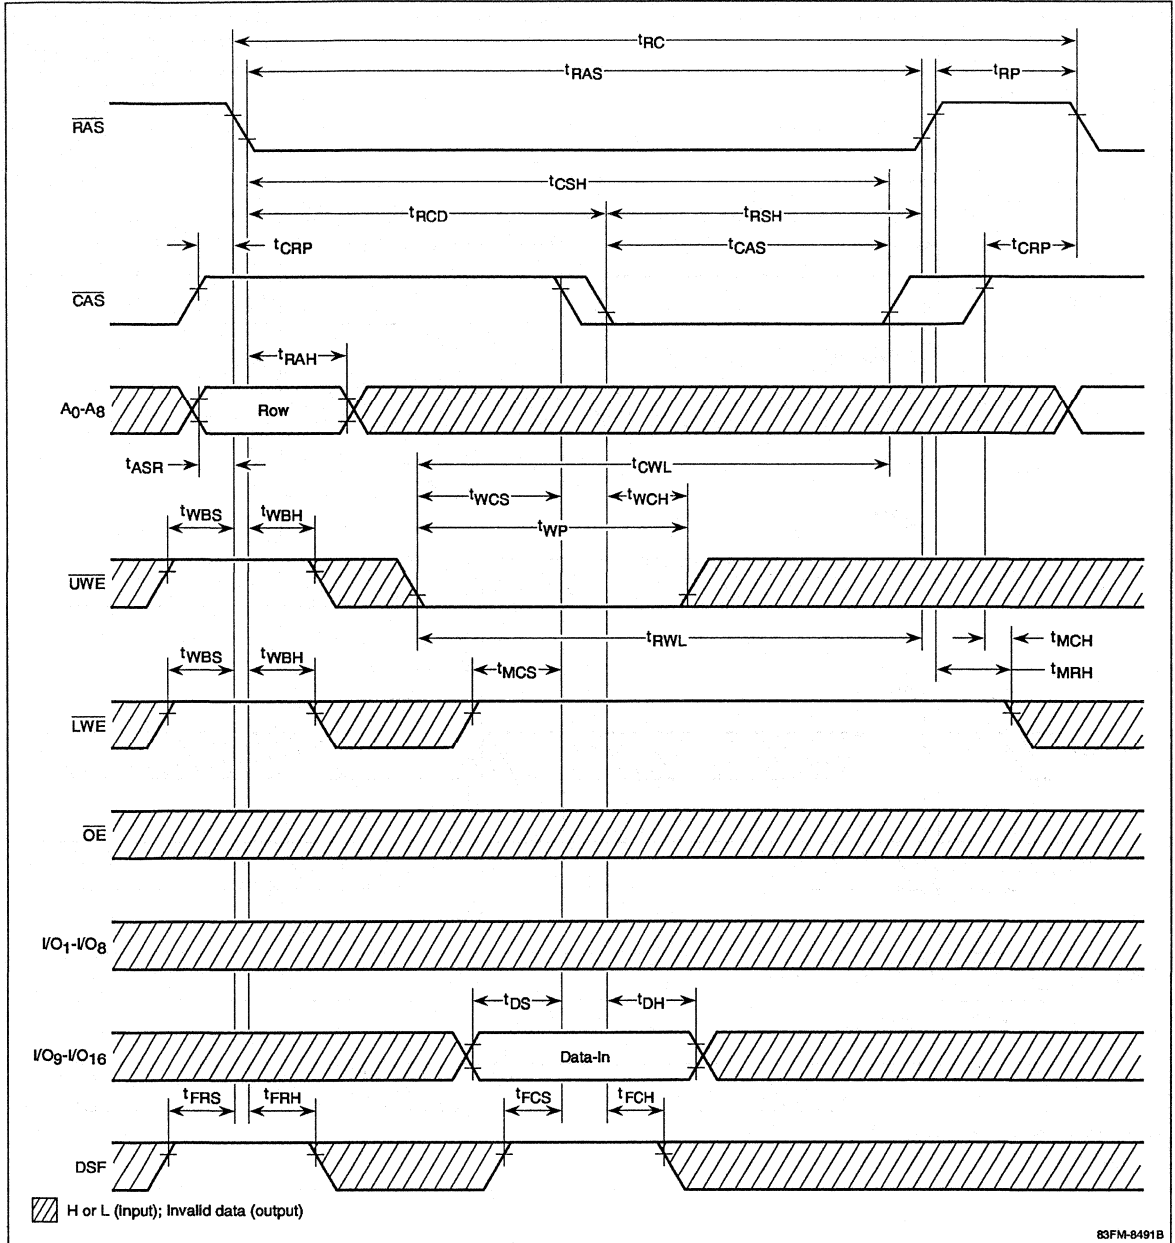 tRC
tRAS
tRP
RAS
tCSH
tRCD
tRSH
tCRP
tCAS
tCRP
CAS
tRAH
A0-A8
Row
tASR
tCWL
tWCS
tWCH
tWBS
tWBH
tWP
UWE
tRWL
tMCH
tWBS
tWBH
tMCS
tMRH
LWE
OE
I/O1-I/O8
tDS
tDH
I/O9-I/O16
Data-In
tFRS
tFRH
tFCS
tFCH
DSF
H or L (input); Invalid data (output)
83FM-8491B